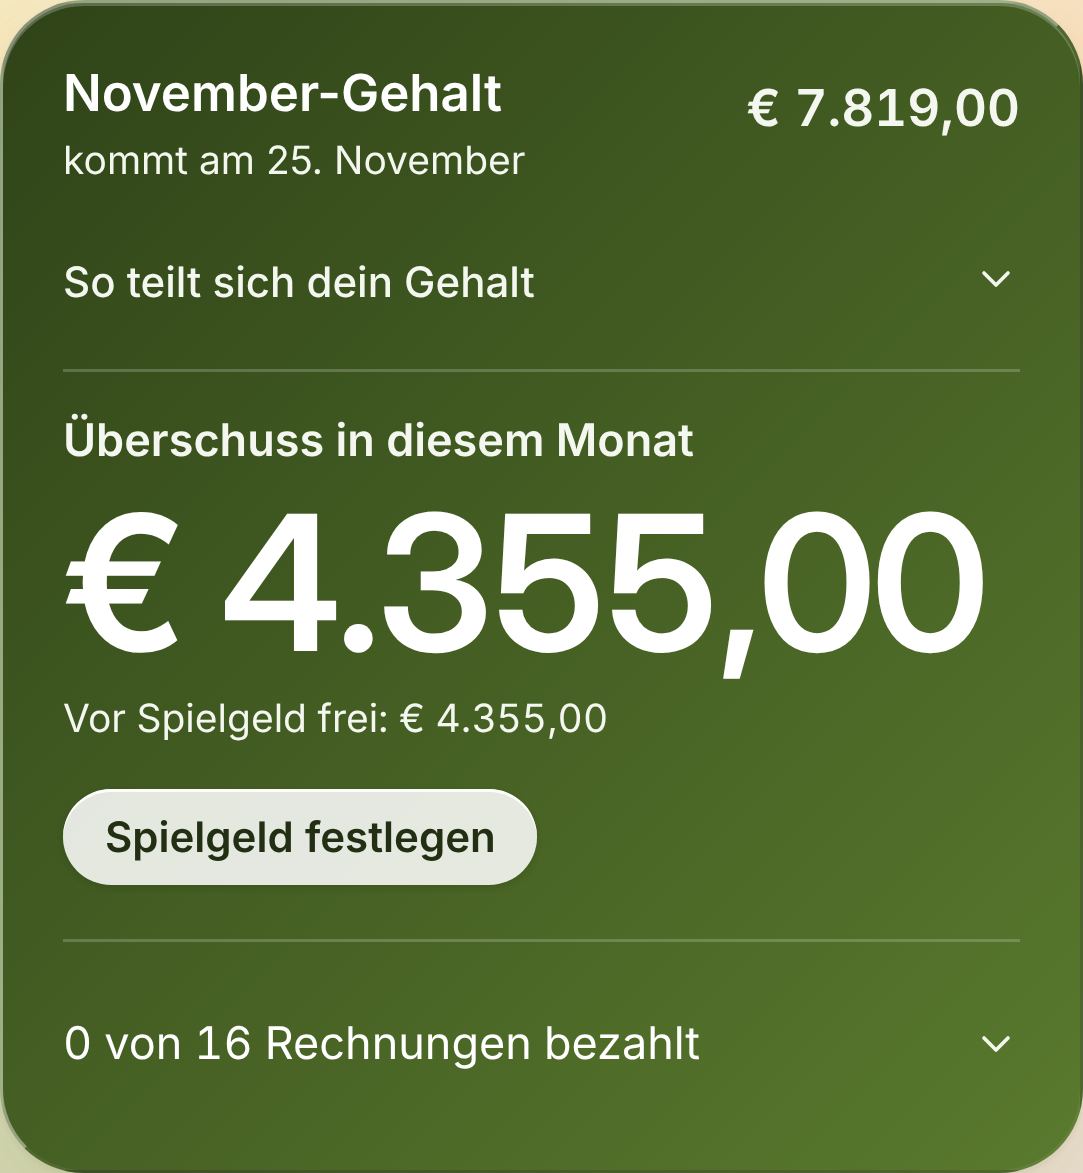 November-Gehalt
€ 7.819,00
kommt am 25. November
So teilt sich dein Gehalt
Überschuss in diesem Monat
€ 4.355,00
Vor Spielgeld frei: € 4.355,00
Spielgeld festlegen
0 von 16 Rechnungen bezahlt